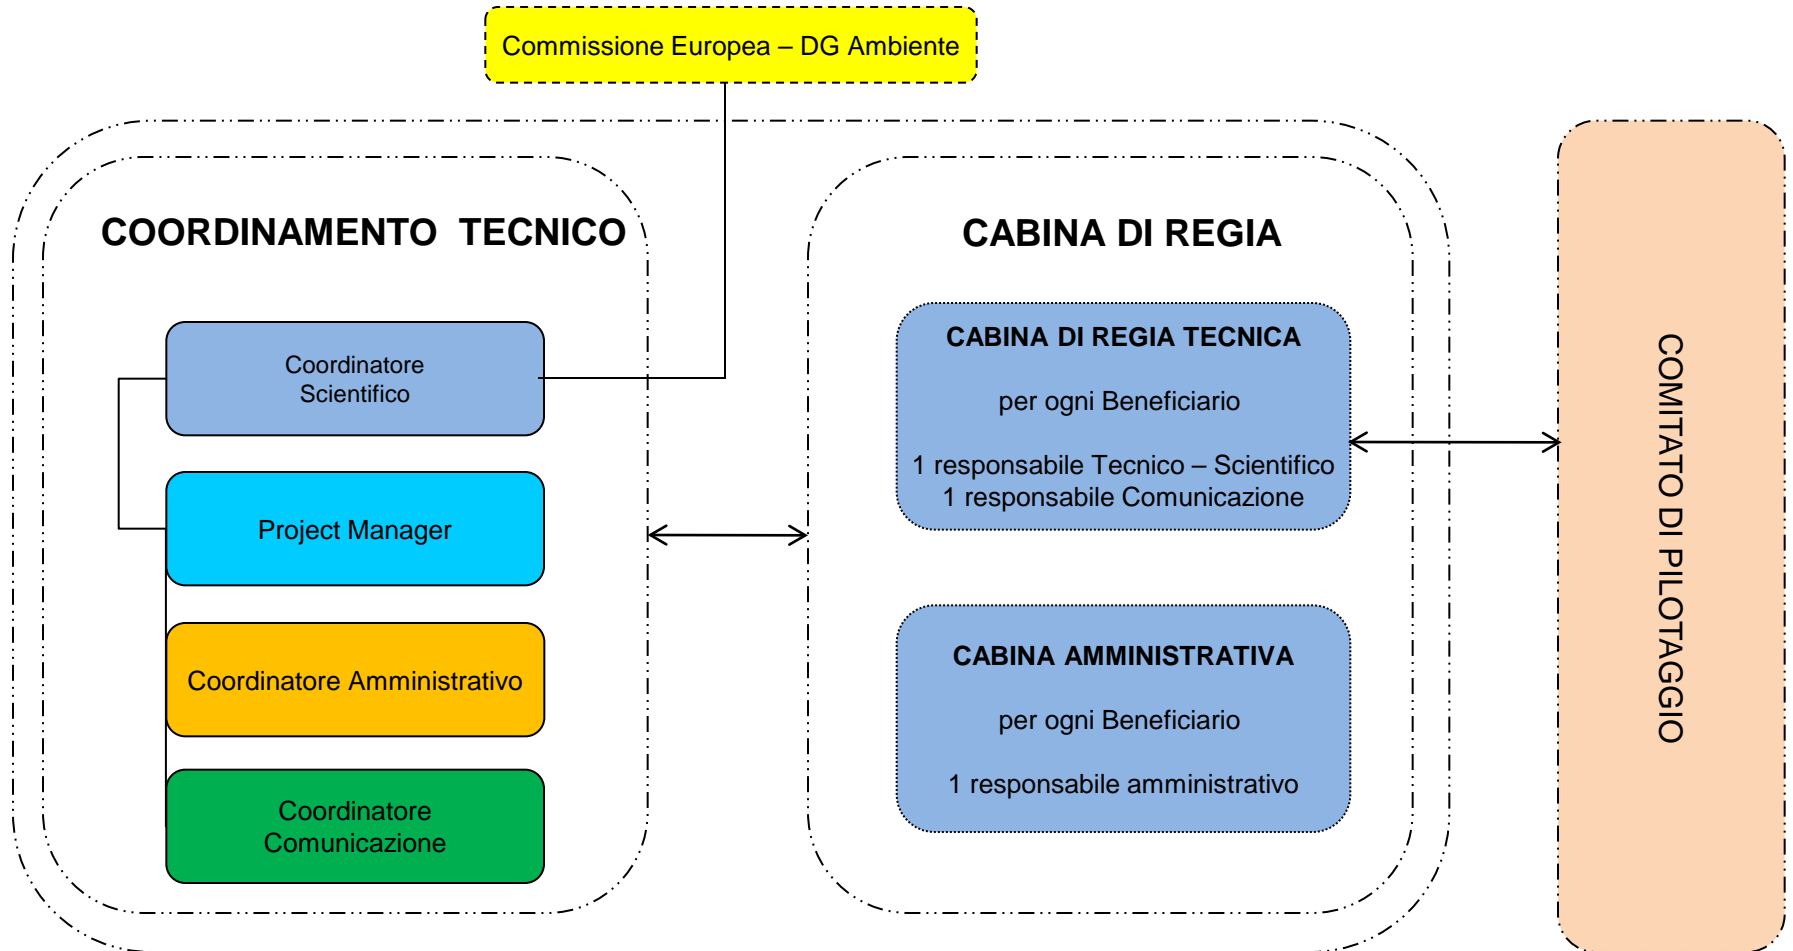 Commissione Europea – DG Ambiente
COORDINAMENTO TECNICO
Coordinatore
Scientifico
Project Manager
Coordinatore Amministrativo
Coordinatore
Comunicazione
CABINA DI REGIA
CABINA DI REGIA TECNICA
per ogni Beneficiario
1 responsabile Tecnico – Scientifico
1 responsabile Comunicazione
CABINA AMMINISTRATIVA
per ogni Beneficiario
1 responsabile amministrativo
COMITATO DI PILOTAGGIO